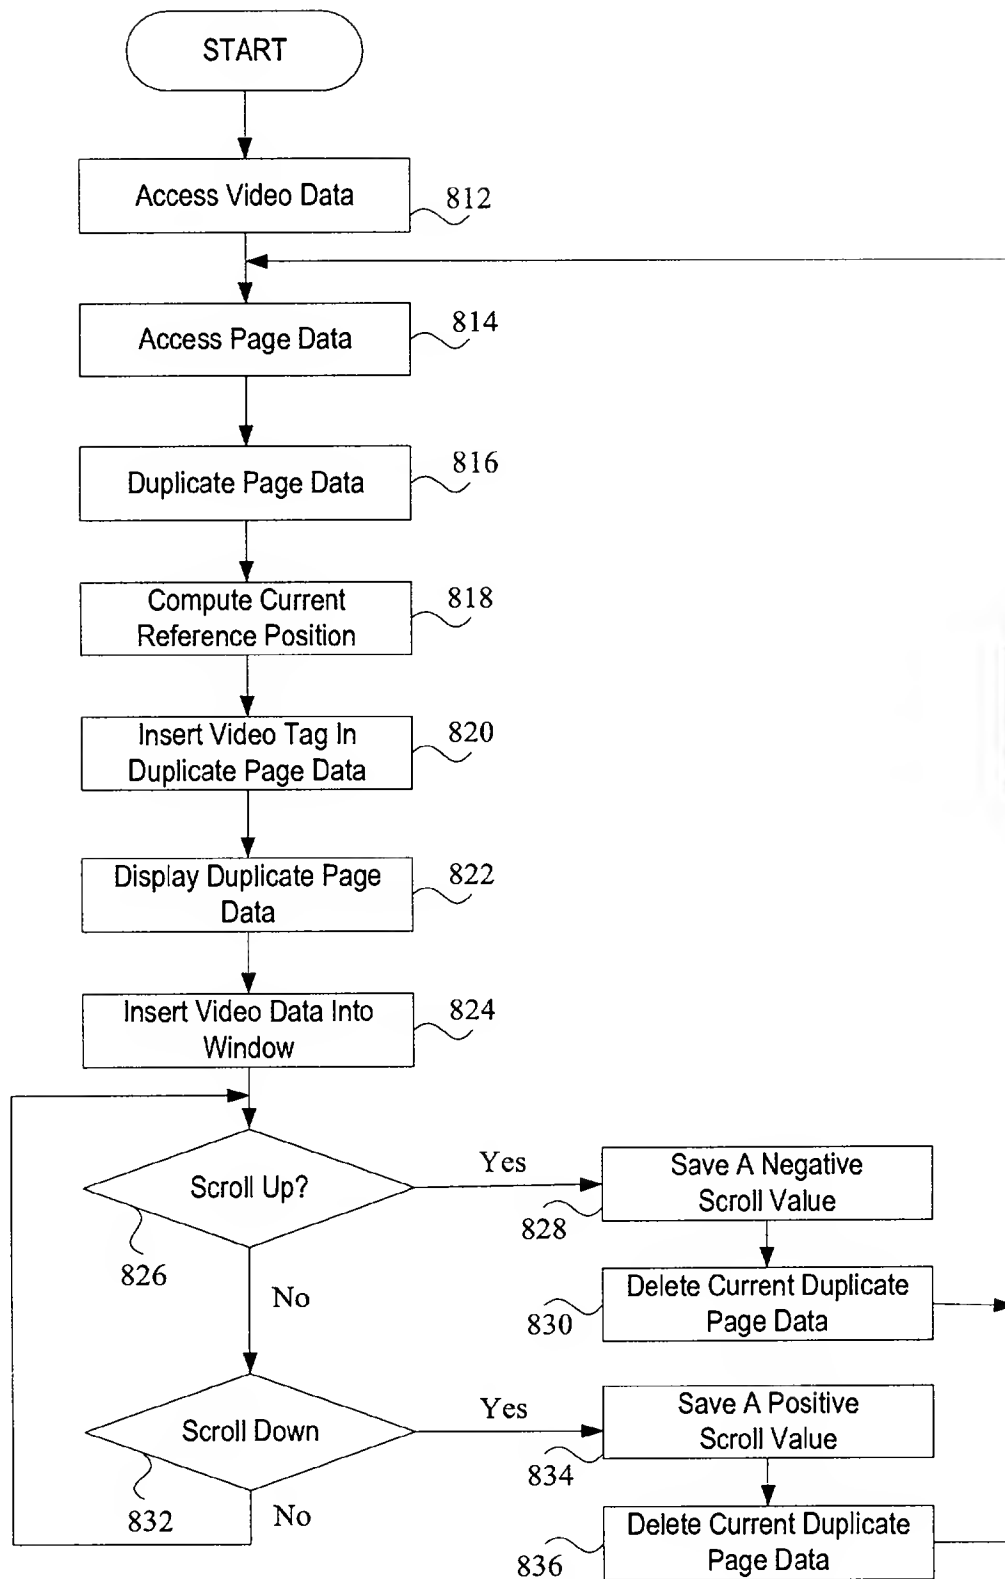 START
Access Video Data
812
Access Page Data
814
Duplicate Page Data
816
Compute Current
Reference Position
818
Insert Video Tag In
Duplicate Page Data
820
Display Duplicate Page
Data
822
Insert Video Data Into
Window
824
Scroll Up?
826
Yes
Save A Negative
Scroll Value
828
No
Delete Current Duplicate
Page Data
830
Scroll Down
832
Yes
Save A Positive
Scroll Value
834
No
Delete Current Duplicate
Page Data
836